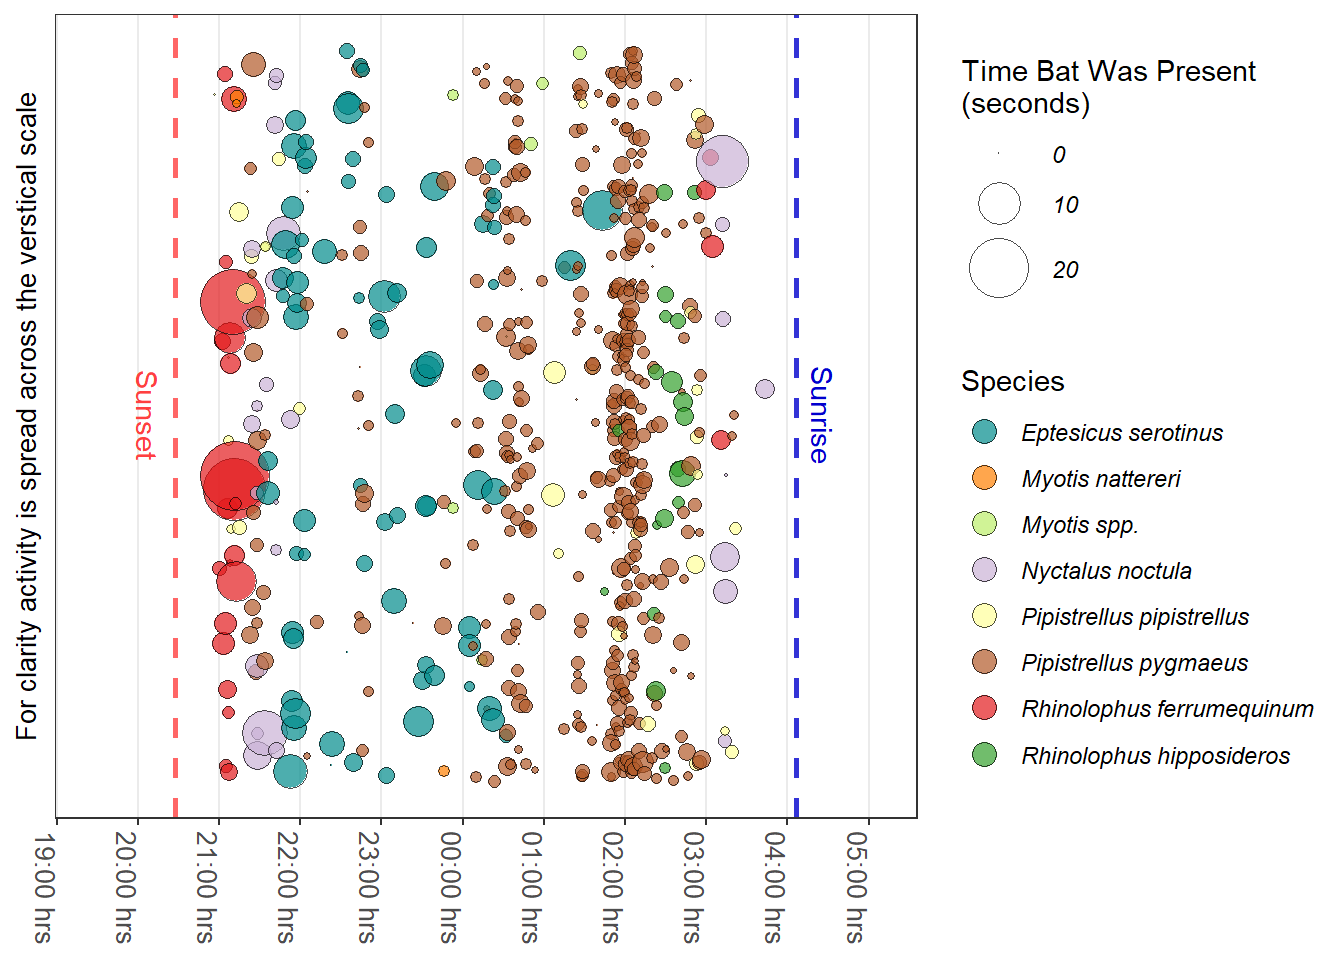 For clarity activity is spread across the verstical scale
Sunset
Sunrise
19:00 hrs
20:00 hrs
21:00 hrs
22:00 hrs
23:00 hrs
00:00 hrs
01:00 hrs
02:00 hrs
03:00 hrs
04:00 hrs
05:00 hrs
Time Bat Was Present
(seconds)
0
10
20
Species
Eptesicus serotinus
Myotis nattereri
Myotis spp.
Nyctalus noctula
Pipistrellus pipistrellus
Pipistrellus pygmaeus
Rhinolophus ferrumequinum
Rhinolophus hipposideros